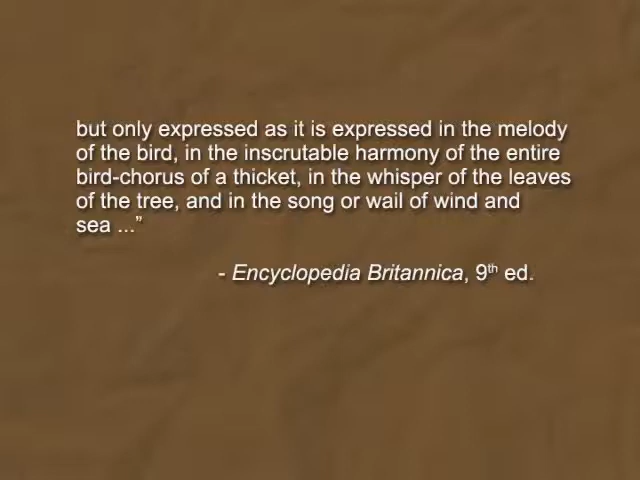 but only expressed as it is expressed in the melody
of the bird, in the inscrutable harmony of the entire
bird-chorus of a thicket, in the whisper of the leaves
of the tree, and in the song or wail of wind and
sea ...”
- Encyclopedia Britannica, 9th ed.